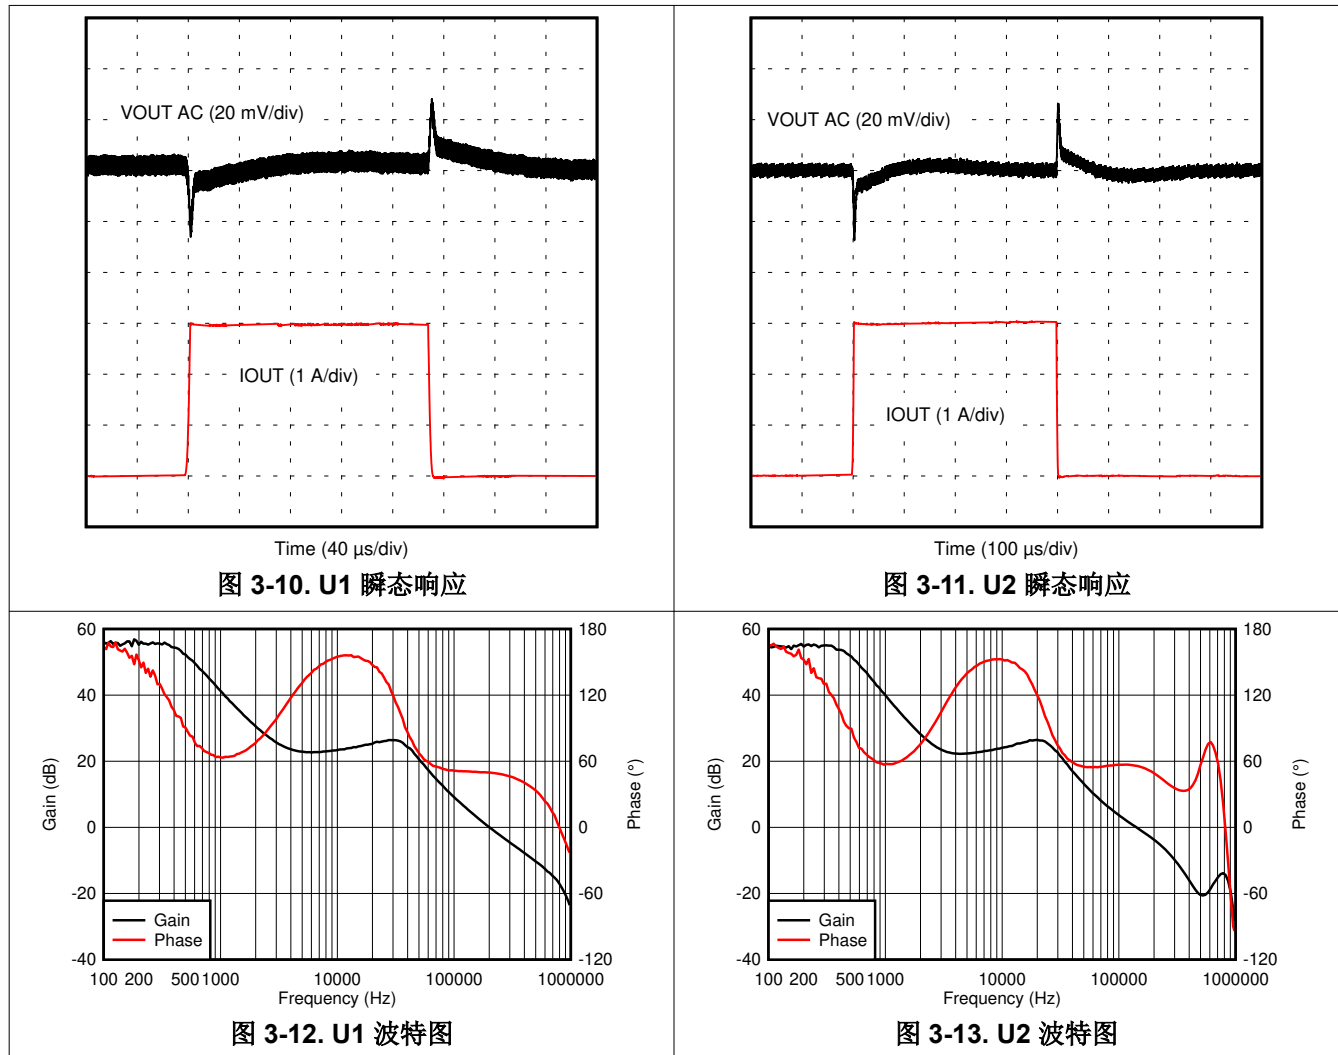 VOUT AC (20 mV/div)
IOUT (1 A/div)
Time (40 µs/div)
图 3-10. U1 瞬态响应
VOUT AC (20 mV/div)
IOUT (1 A/div)
Time (100 µs/div)
图 3-11. U2 瞬态响应
60
40
20
0
-20
-40
Gain (dB)
180
120
60
0
-60
-120
Phase (°)
Gain
Phase
100 200 500 1000 10000 100000 1000000
Frequency (Hz)
图 3-12. U1 波特图
60
40
20
0
-20
-40
Gain (dB)
180
120
60
0
-60
-120
Phase (°)
Gain
Phase
100 200 500 1000 10000 100000 1000000
Frequency (Hz)
图 3-13. U2 波特图